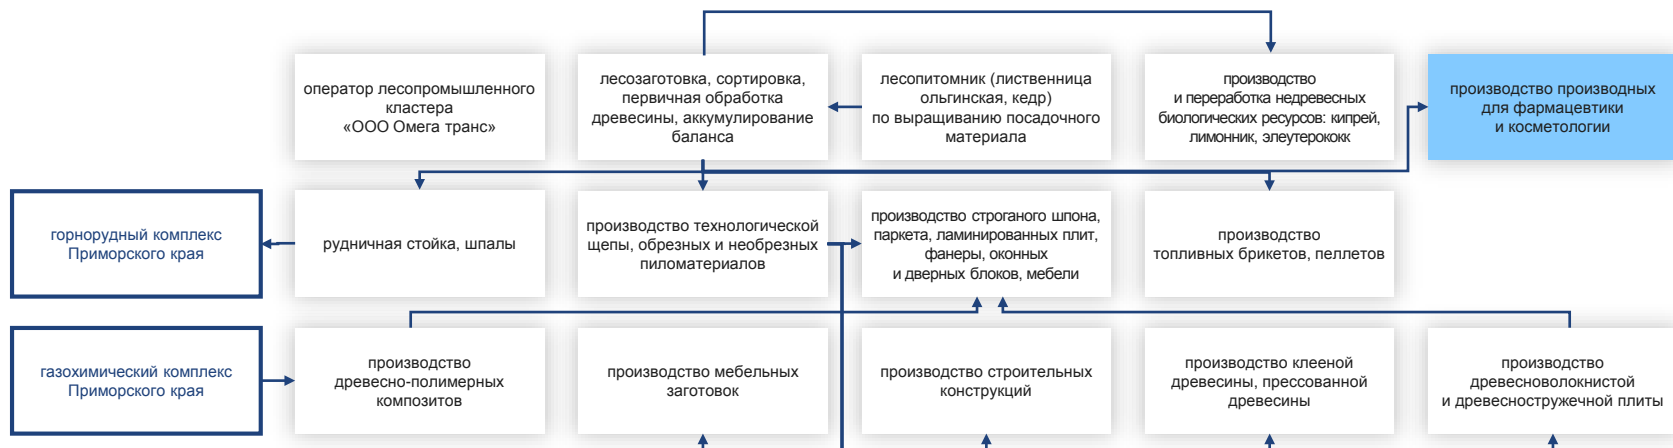 оператор лесопромышленного
кластера
«ООО Омега транс»
лесозаготовка, сортировка,
первичная обработка
древесины, аккумулирование
баланса
лесопитомник (лиственница
ольгинская, кедр)
по выращиванию посадочного
материала
производство
и переработка недревесных
биологических ресурсов: кипрей,
лимонник, элеутерококк
производство производных
для фармацевтики
и косметологии
горнорудный комплекс
Приморского края
рудничная стойка, шпалы
производство технологической
щепы, обрезных и необрезных
пиломатериалов
производство строганого шпона,
паркета, ламинированных плит,
фанеры, оконных
и дверных блоков, мебели
производство
топливных брикетов, пеллетов
газохимический комплекс
Приморского края
производство
древесно-полимерных
композитов
производство мебельных
заготовок
производство строительных
конструкций
производство клееной
древесины, прессованной
древесины
производство
древесноволокнистой
и древесностружечной плиты